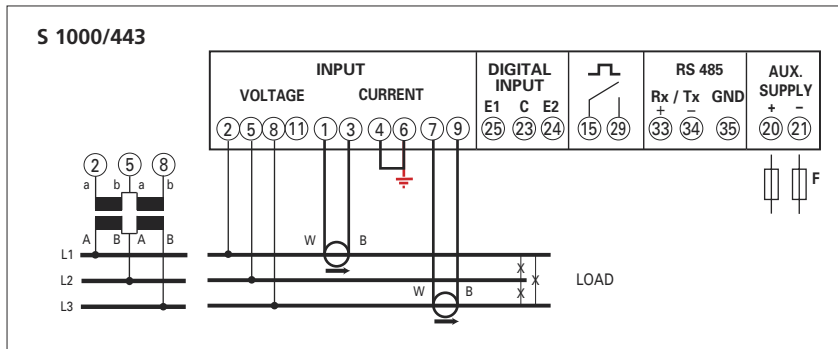 S 1000/443
INPUT
DIGITAL INPUT
RS 485
AUX. SUPPLY
VOLTAGE CURRENT
E1 C E2
Rx / Tx GND
+ −
+ −
2 5 8 11 1 3 4 6 7 9 25 23 24 15 29 33 34 35 20 21
2 5 8
a b a b
F
A B A B
W B
L1
L2
X X
LOAD
W B
X
L3